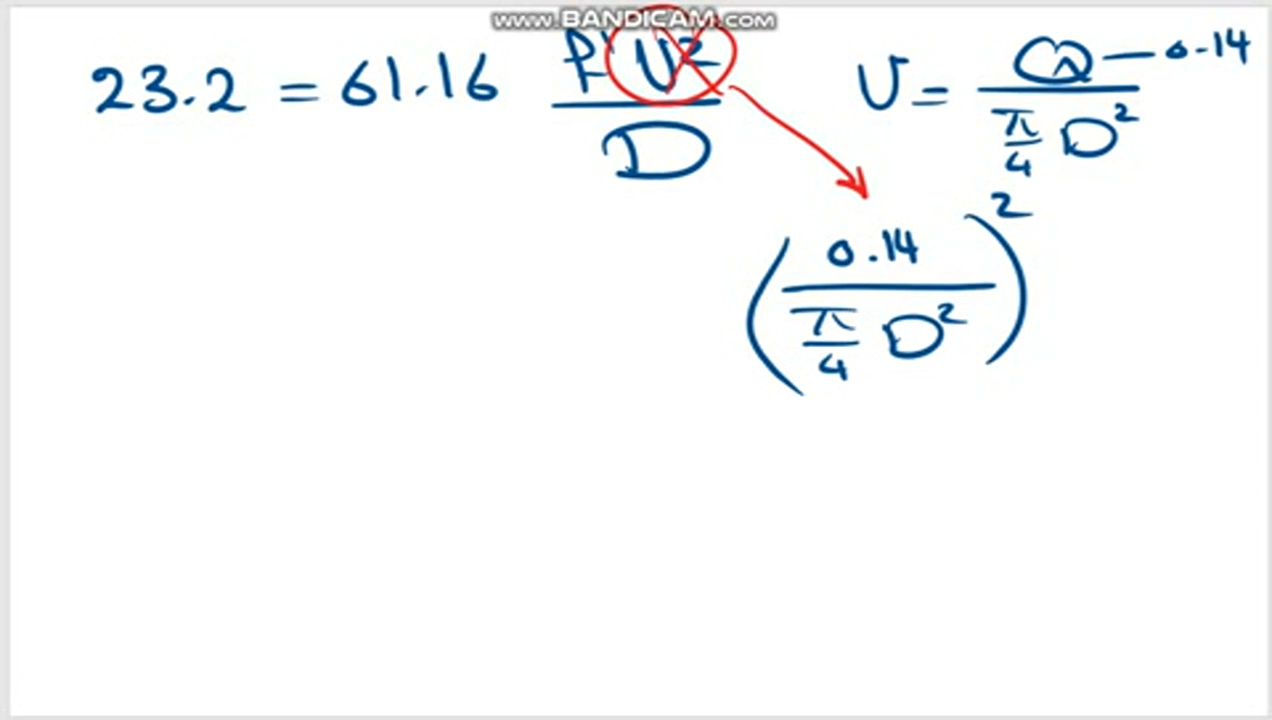 www.BANDICAM.com
23.2 = 61.16 f U² / D
U = Q / (π/4 D²) — 0.14
(0.14 / (π/4 D²))²